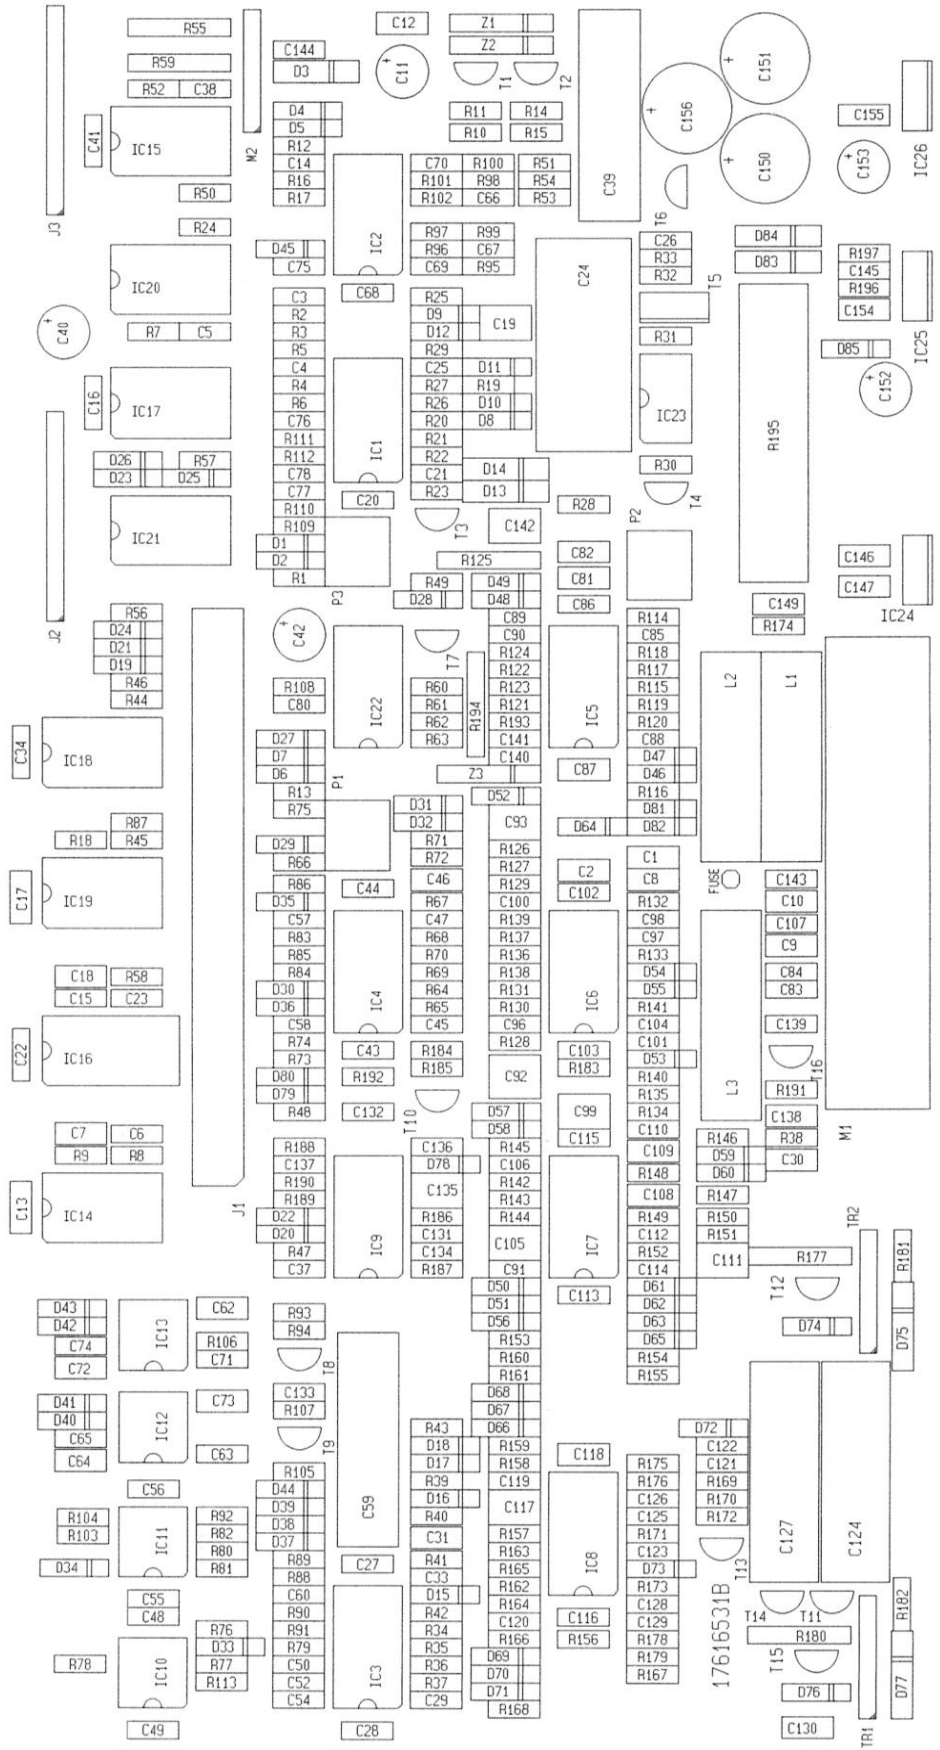 R55
R59
R52 C38
C41
IC15
R50
R24
J3
M2
C144
D3
D4
D5
R12
C14
R16
R17
C12
C11
Z1
Z2
T1
T2
R11
R10
R14
R15
IC2
C70
R101
R102
R100
R98
C66
R51
R54
R53
C39
C156
C151
C150
C155
C153
IC26
T6
D45
C75
C68
R97
R96
C69
R99
C67
R95
C26
R33
R32
T5
D84
D83
R197
C145
R196
C154
IC25
D85
C152
IC20
C40
R7 C5
C16
IC17
D26
D23
R57
D25
IC21
J2
C3
R2
R3
R5
C4
R4
R6
C76
R111
R112
C78
C77
R110
R109
D1
D2
R1
IC1
C20
P3
R25
D9
D12
R29
C25
R27
R26
R20
R21
R22
C21
R23
C19
D11
R19
D10
D8
D14
D13
C24
R31
IC23
R30
T4
R195
T3
C142
R28
P2
R125
C82
C81
C86
C146
C147
IC24
C149
R174
R49
D28
D49
D48
C42
R56
D24
D21
D19
R46
R44
C34
IC18
R108
C80
IC22
T7
R60
R61
R62
R63
R194
C89
C90
R124
R122
R123
R121
R193
C141
C140
IC5
C87
R114
C85
R118
R117
R115
R119
R120
C88
D47
D46
R116
D81
D82
D64
L2
L1
D27
D7
D6
R13
R75
P1
Z3
D52
D31
D32
R71
R72
C93
R87
R45
R18
C17
IC19
D29
R66
R86
D35
C57
R83
R85
R84
D30
D36
C58
R74
R73
D80
D79
R48
C44
IC4
C43
R192
C132
C46
R67
C47
R68
R70
R69
R64
R65
C45
R184
R185
T10
R126
R127
R129
C100
R139
R137
R136
R138
R131
R130
C96
R128
C92
C2
C102
IC6
C103
R183
C99
C115
C1
C8
R132
C98
C97
R133
D54
D55
R141
C104
C101
D53
R140
R135
R134
C110
C109
R148
C108
FUSE
C143
C10
C107
C9
C84
C83
C139
T16
R191
C138
R38
C30
L3
M1
C18
C15
R58
C23
C22
IC16
C7
R9
C6
R8
C13
IC14
J1
R188
C137
R190
R189
D22
D20
R47
C37
IC9
C136
D78
C135
R186
C131
C134
R187
D57
D58
R145
C106
R142
R143
R144
C105
C91
IC7
C113
R146
D59
D60
R147
R149
C112
R152
C114
R150
R151
C111
R177
T12
D74
TR2
R181
D75
D43
D42
C74
C72
IC13
C62
R106
C71
R93
R94
T8
D50
D51
D56
R153
R160
R161
D61
D62
D63
D65
R154
R155
D41
D40
C65
C64
IC12
C73
C63
C133
R107
T9
C59
D68
D67
D66
R43
D18
D17
R39
D16
R40
C31
R159
R158
C119
C117
C118
IC8
R175
R176
C126
C125
R171
C123
D73
R173
C128
C129
R178
R179
R167
D72
C122
C121
R169
R170
R172
T13
C127
C124
C56
R104
R103
D34
IC11
R92
R82
R80
R81
R105
D44
D39
D38
D37
R89
R88
C60
R90
R91
R79
C50
C52
C54
C27
IC3
C28
R41
C33
D15
R42
R34
R35
R36
R37
C29
R157
R163
R165
R162
R164
C120
R166
D69
D70
D71
R168
C116
R156
17616531B
T14
T11
R180
T15
D76
C130
TR1
R182
D77
C55
C48
R78
IC10
C49
R76
D33
R77
R113